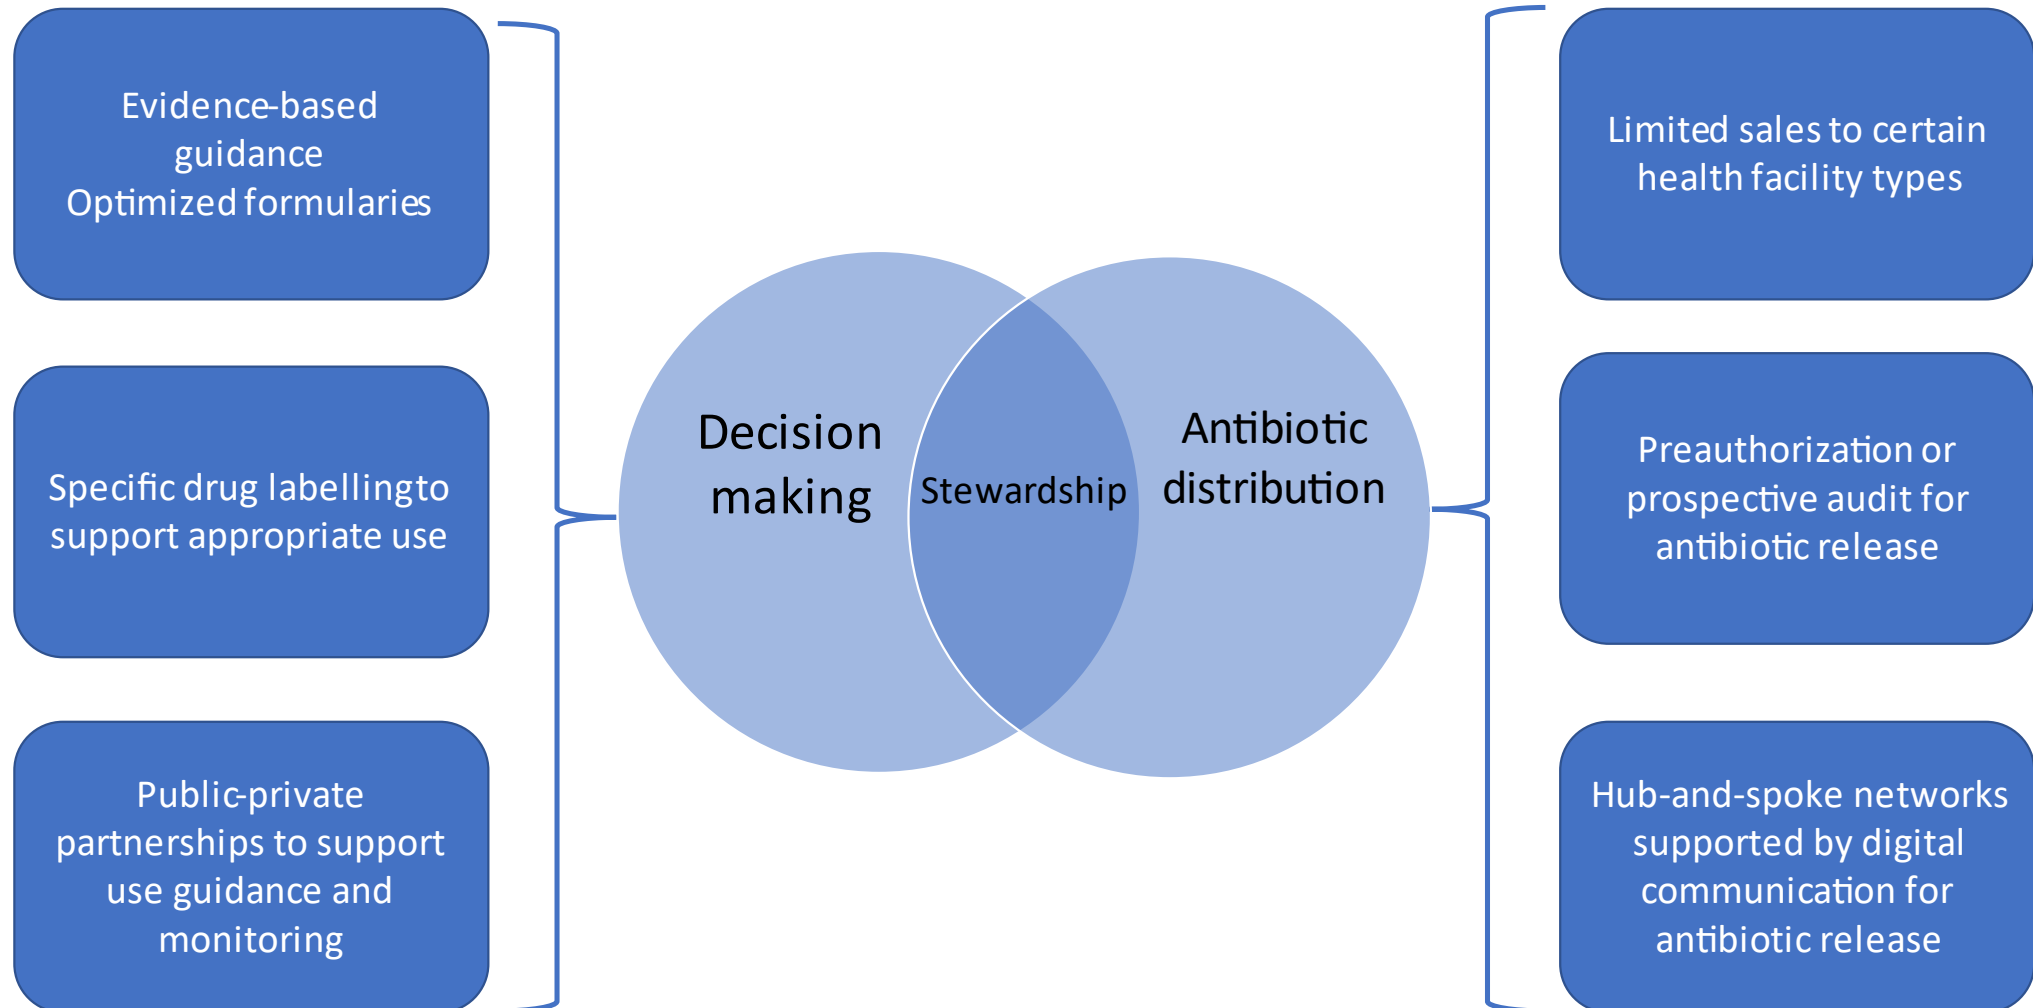 Evidence-based
guidance
Optimized formularies
Specific drug labelling to
support appropriate use
Public-private
partnerships to support
use guidance and
monitoring
Decision
making
Stewardship
Antibiotic
distribution
Limited sales to certain
health facility types
Preauthorization or
prospective audit for
antibiotic release
Hub-and-spoke networks
supported by digital
communication for
antibiotic release